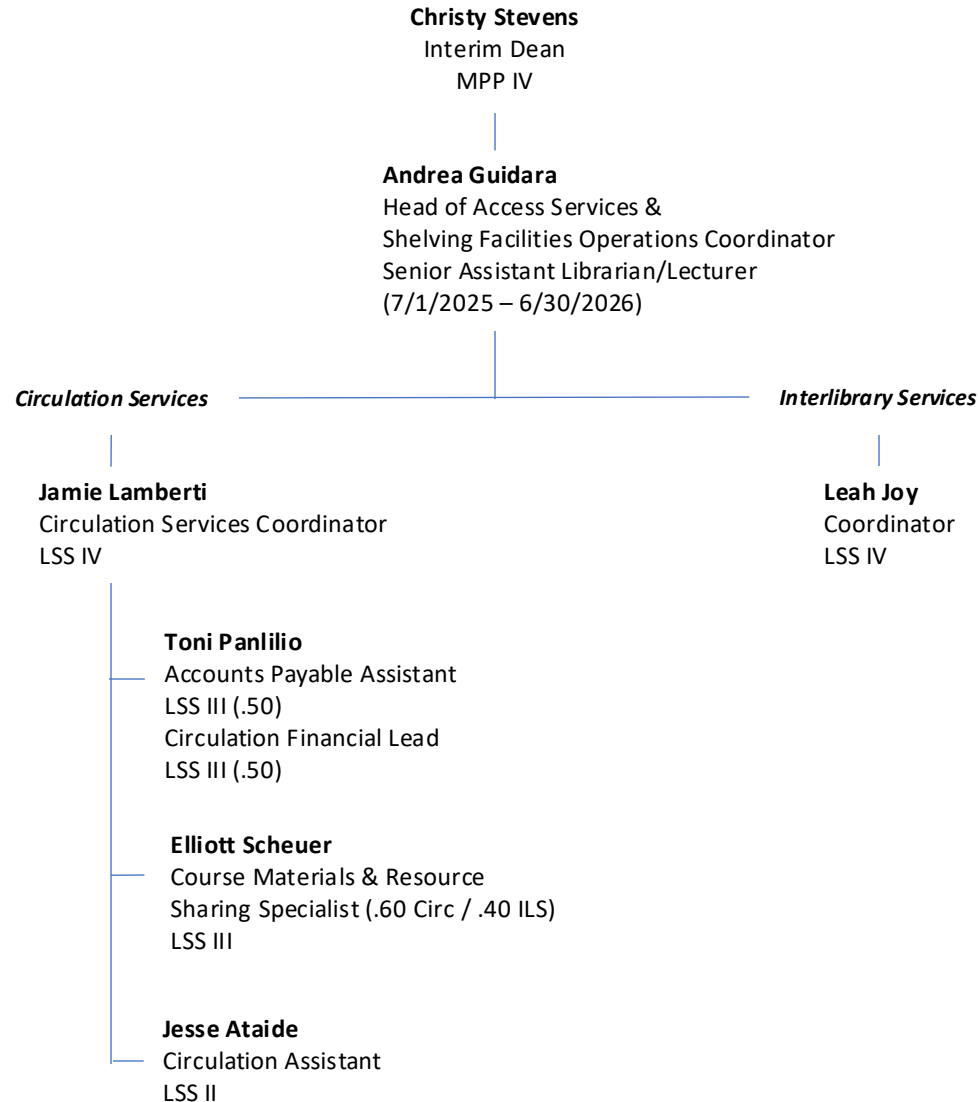 Christy Stevens
Interim Dean
MPP IV
Andrea Guidara
Head of Access Services &
Shelving Facilities Operations Coordinator
Senior Assistant Librarian/Lecturer
(7/1/2025 – 6/30/2026)
Circulation Services
Interlibrary Services
Jamie Lamberti
Circulation Services Coordinator
LSS IV
Leah Joy
Coordinator
LSS IV
Toni Panlilio
Accounts Payable Assistant
LSS III (.50)
Circulation Financial Lead
LSS III (.50)
Elliott Scheuer
Course Materials & Resource
Sharing Specialist (.60 Circ / .40 ILS)
LSS III
Jesse Ataide
Circulation Assistant
LSS II